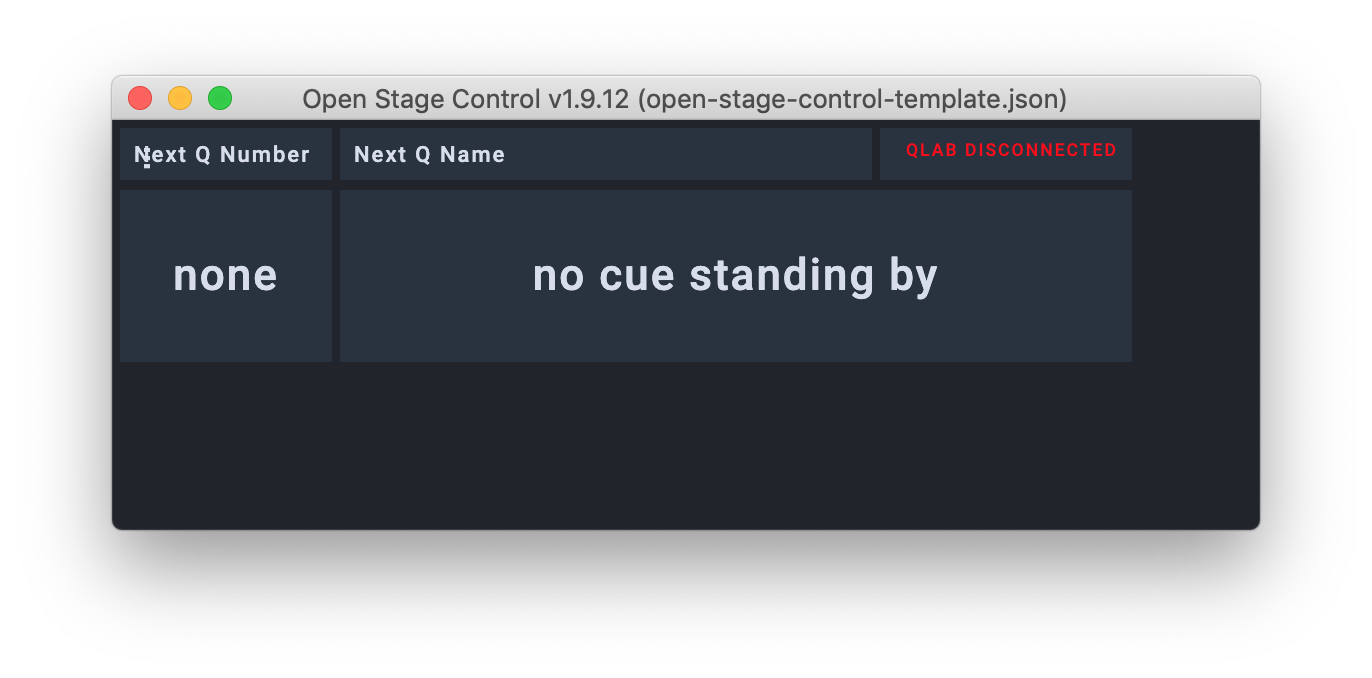 Open Stage Control v1.9.12 (open-stage-control-template.json)
Next Q Number
Next Q Name
QLAB DISCONNECTED
none
no cue standing by